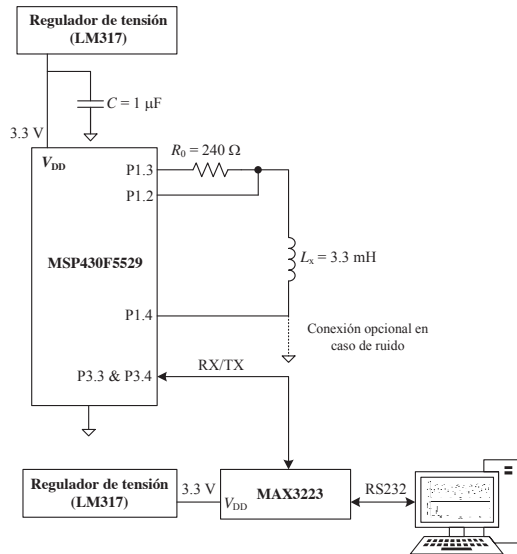 Regulador de tensión
(LM317)
C = 1 μF
3.3 V
VDD
R0 = 240 Ω
P1.3
P1.2
MSP430F5529
Lx = 3.3 mH
P1.4
Conexión opcional en
caso de ruido
RX/TX
P3.3 & P3.4
Regulador de tensión
(LM317)
3.3 V
VDD
MAX3223
RS232